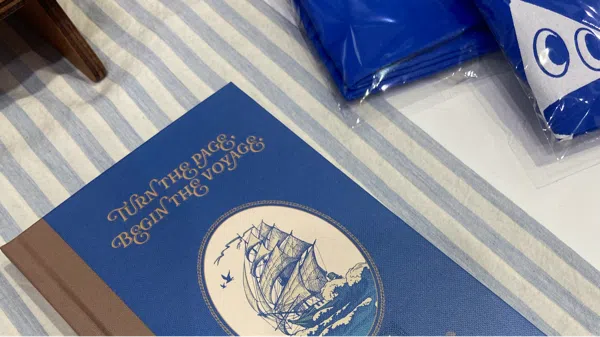 TURN THE PAGE,
BEGIN THE VOYAGE.